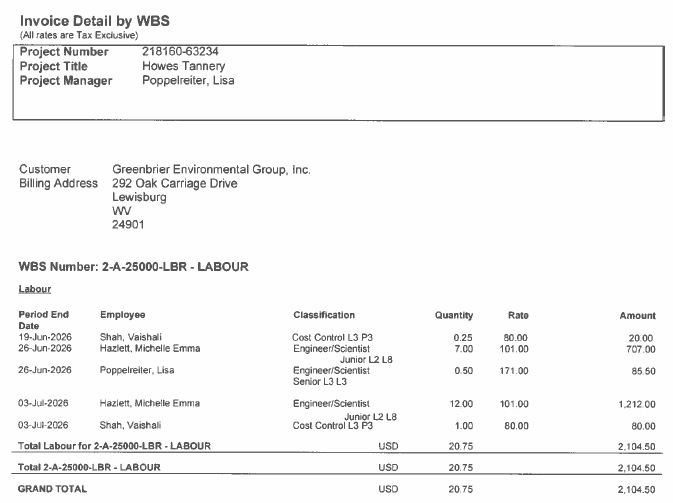 Invoice Detail by WBS
(All rates are Tax Exclusive)
Project Number 218160-63234
Project Title Howes Tannery
Project Manager Poppelreiter, Lisa
Customer Greenbrier Environmental Group, Inc.
Billing Address 292 Oak Carriage Drive
Lewisburg
WV
24901
WBS Number: 2-A-25000-LBR - LABOUR
Labour
Period End Date Employee Classification Quantity Rate Amount
19-Jun-2026 Shah, Vaishali Cost Control L3 P3 0.25 80.00 20.00
26-Jun-2026 Hazlett, Michelle Emma Engineer/Scientist 7.00 101.00 707.00
Junior L2 L8
26-Jun-2026 Poppelreiter, Lisa Engineer/Scientist 0.50 171.00 85.50
Senior L3 L3
03-Jul-2026 Hazlett, Michelle Emma Engineer/Scientist 12.00 101.00 1,212.00
Junior L2 L8
03-Jul-2026 Shah, Vaishali Cost Control L3 P3 1.00 80.00 80.00
Total Labour for 2-A-25000-LBR - LABOUR USD 20.75 2,104.50
Total 2-A-25000-LBR - LABOUR USD 20.75 2,104.50
GRAND TOTAL USD 20.75 2,104.50